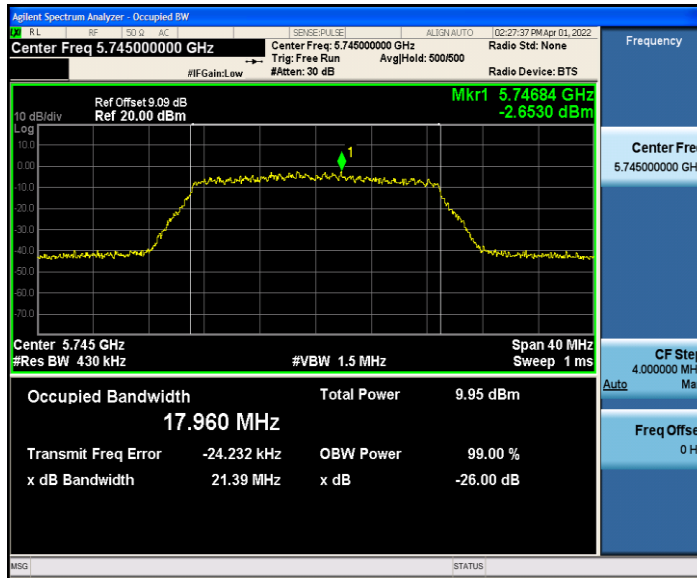 Agilent Spectrum Analyzer - Occupied BW
RL RF 50 Ω AC SENSE:PULSE ALIGN AUTO 02:27:37 PM Apr 01, 2022
Center Freq 5.745000000 GHz
Center Freq: 5.745000000 GHz
Radio Std: None
Trig: Free Run Avg|Hold: 500/500
#IFGain:Low
#Atten: 30 dB
Radio Device: BTS
Frequency
Ref Offset 9.09 dB
Mkr1 5.74684 GHz
10 dB/div Ref 20.00 dBm
-2.6530 dBm
Log
10.0
0.00
-10.0
-20.0
-30.0
-40.0
-50.0
-60.0
-70.0
1
Center 5.745 GHz
Span 40 MHz
#Res BW 430 kHz
#VBW 1.5 MHz
Sweep 1 ms
Occupied Bandwidth
Total Power 9.95 dBm
17.960 MHz
Transmit Freq Error -24.232 kHz
OBW Power 99.00 %
x dB Bandwidth 21.39 MHz
x dB -26.00 dB
Center Fre
5.745000000 GH
CF Step
4.000000 MH
Auto Ma
Freq Offse
0 H
MSG
STATUS